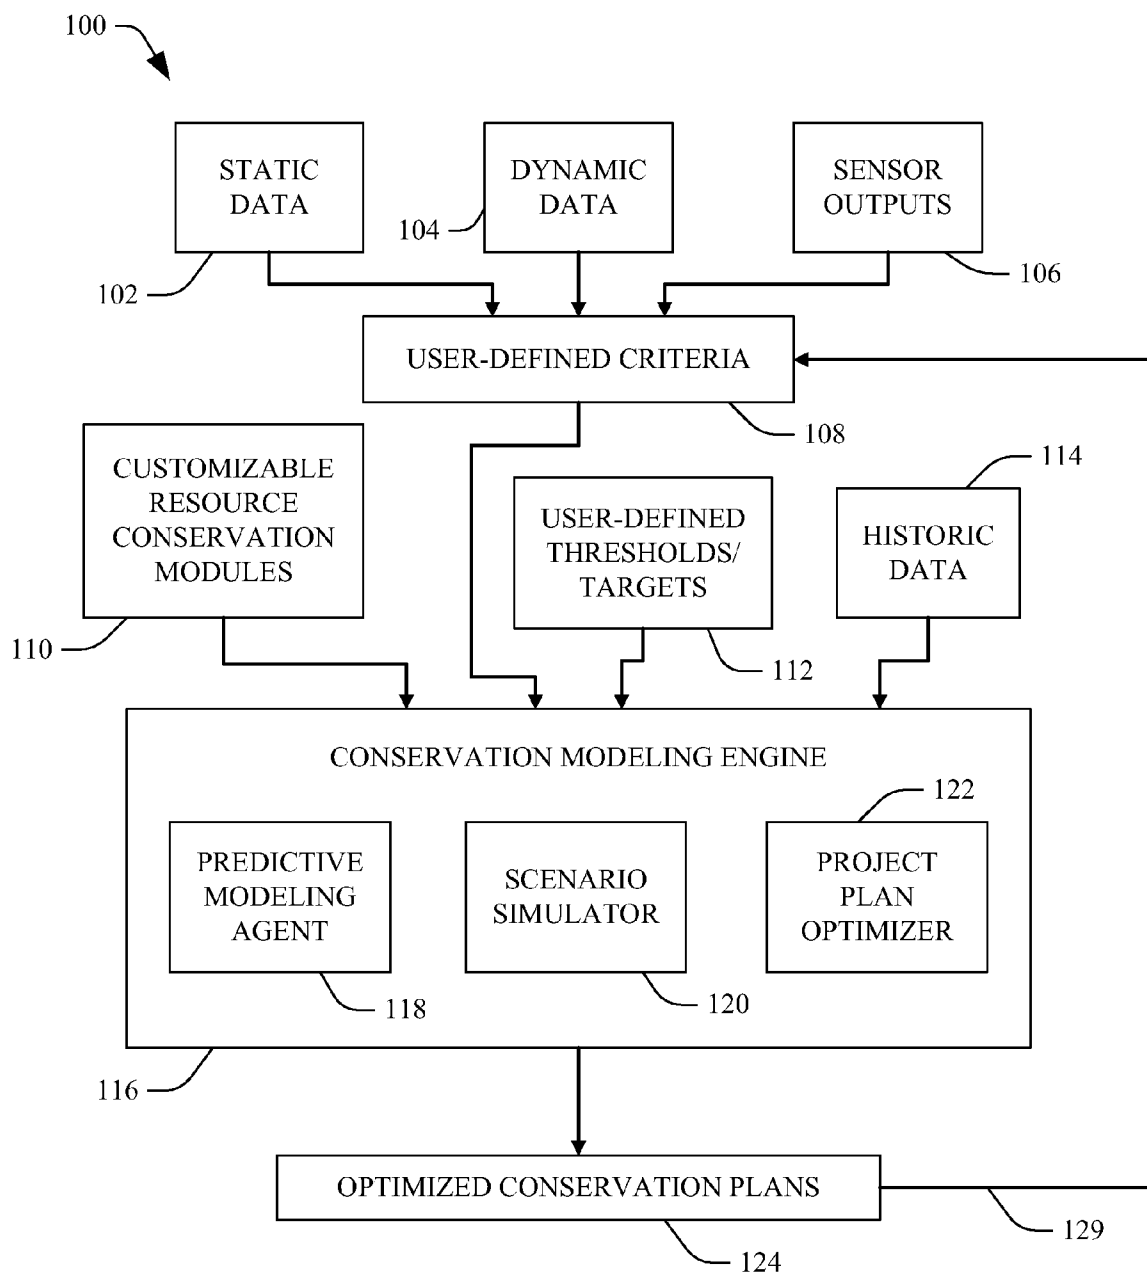 100
STATIC
DATA
DYNAMIC
DATA
SENSOR
OUTPUTS
104
102
106
USER-DEFINED CRITERIA
108
CUSTOMIZABLE
RESOURCE
CONSERVATION
MODULES
114
USER-DEFINED
THRESHOLDS/
TARGETS
HISTORIC
DATA
110
112
CONSERVATION MODELING ENGINE
122
PREDICTIVE
MODELING
AGENT
SCENARIO
SIMULATOR
PROJECT
PLAN
OPTIMIZER
118
120
116
OPTIMIZED CONSERVATION PLANS
129
124